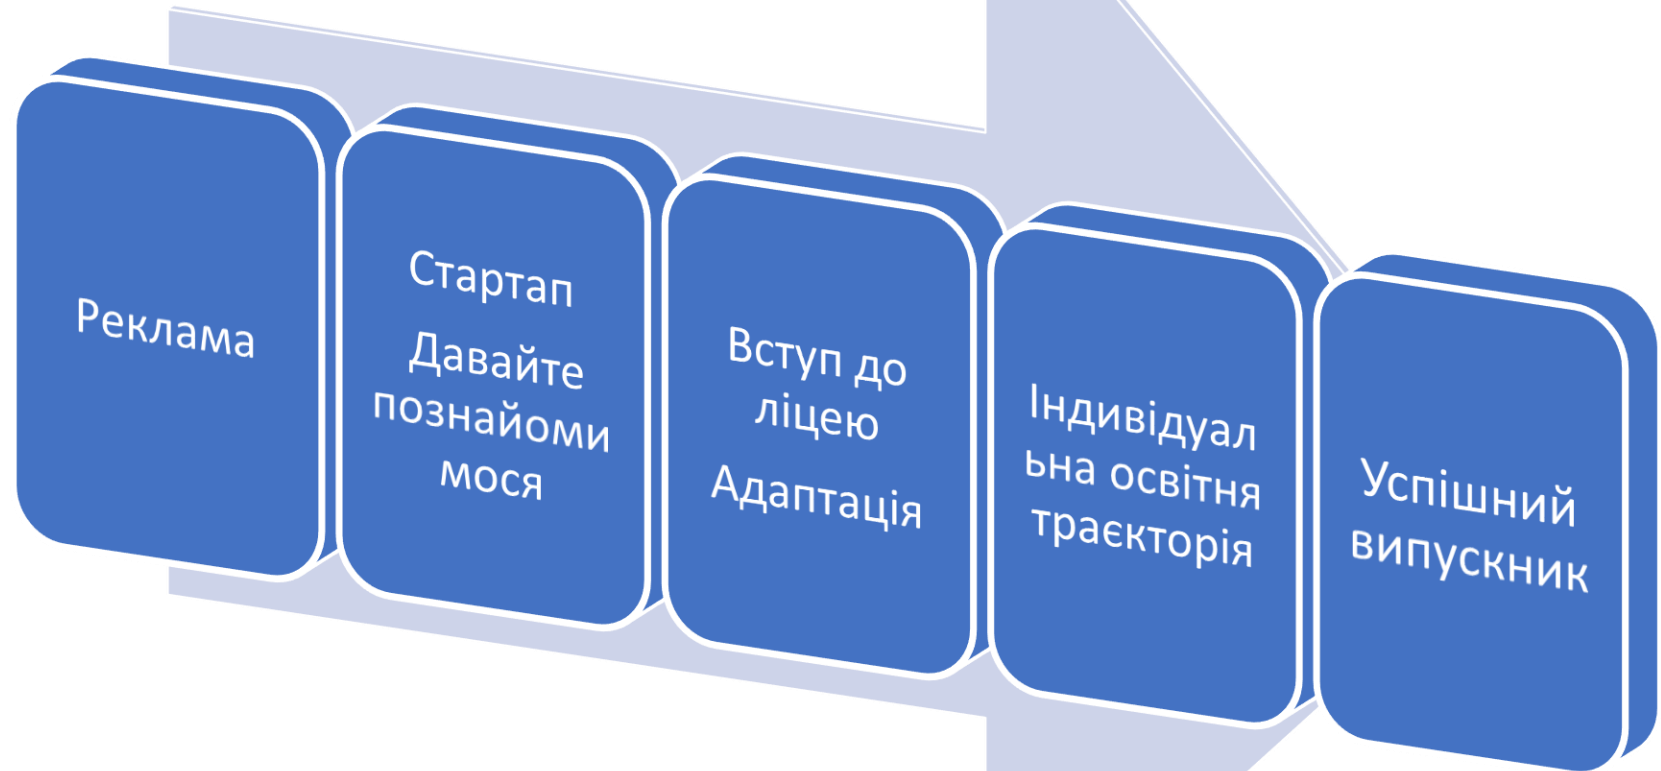 Реклама
Стартап
Давайте
познайоми
мося
Вступ до
ліцею
Адаптація
Індивідуал
ьна освітня
траєкторія
Успішний
випускник